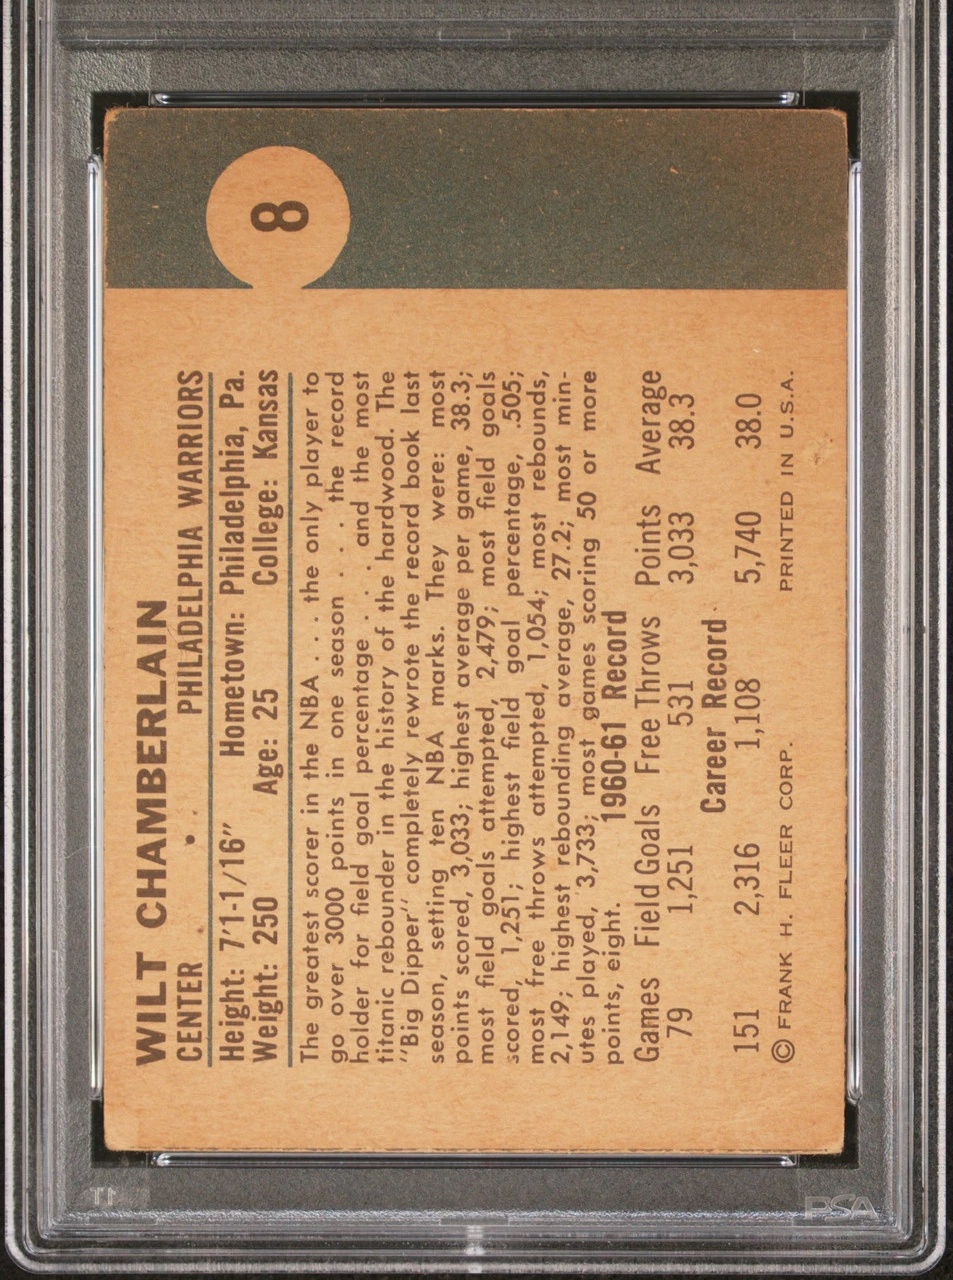 8
WILT CHAMBERLAIN
CENTER • PHILADELPHIA WARRIORS
Height: 7'1-1/16" Hometown: Philadelphia, Pa.
Weight: 250 Age: 25 College: Kansas
The greatest scorer in the NBA . . . the only player to
go over 3000 points in one season . . . the record
holder for field goal percentage . . . and the most
titanic rebounder in the history of the hardwood. The
"Big Dipper" completely rewrote the record book last
season, setting ten NBA marks. They were: most
points scored, 3,033; highest average per game, 38.3;
most field goals attempted, 2,479; most field goals
scored, 1,251; highest field goal percentage, .505;
most free throws attempted, 1,054; most rebounds,
2,149; highest rebounding average, 27.2; most min-
utes played, 3,733; most games scoring 50 or more
points, eight.
1960-61 Record
Games Field Goals Free Throws Points Average
79 1,251 531 3,033 38.3
Career Record
151 2,316 1,108 5,740 38.0
© FRANK H. FLEER CORP. PRINTED IN U.S.A.
PSA